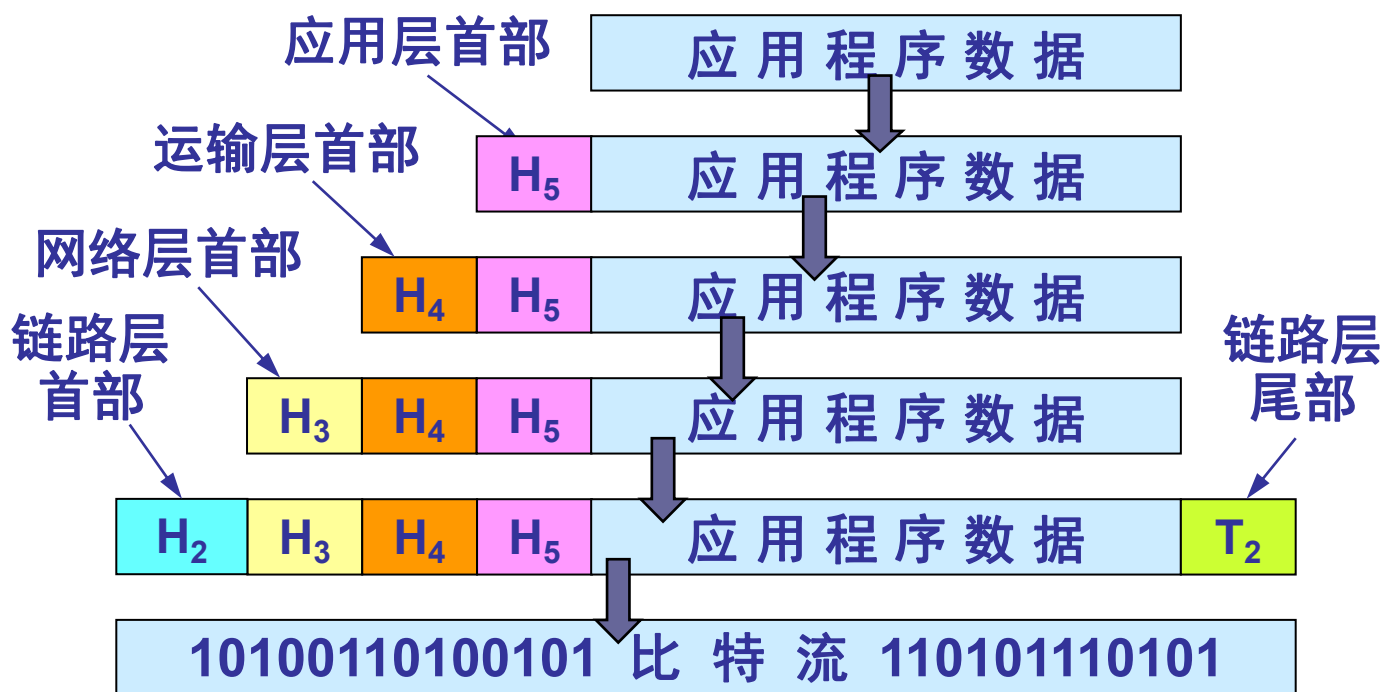 应用层首部
应 用 程 序 数 据
运输层首部
H5 应 用 程 序 数 据
网络层首部
H4 H5 应 用 程 序 数 据
链路层
首部
链路层
尾部
H3 H4 H5 应 用 程 序 数 据
H2 H3 H4 H5 应 用 程 序 数 据 T2
10100110100101 比 特 流 110101110101